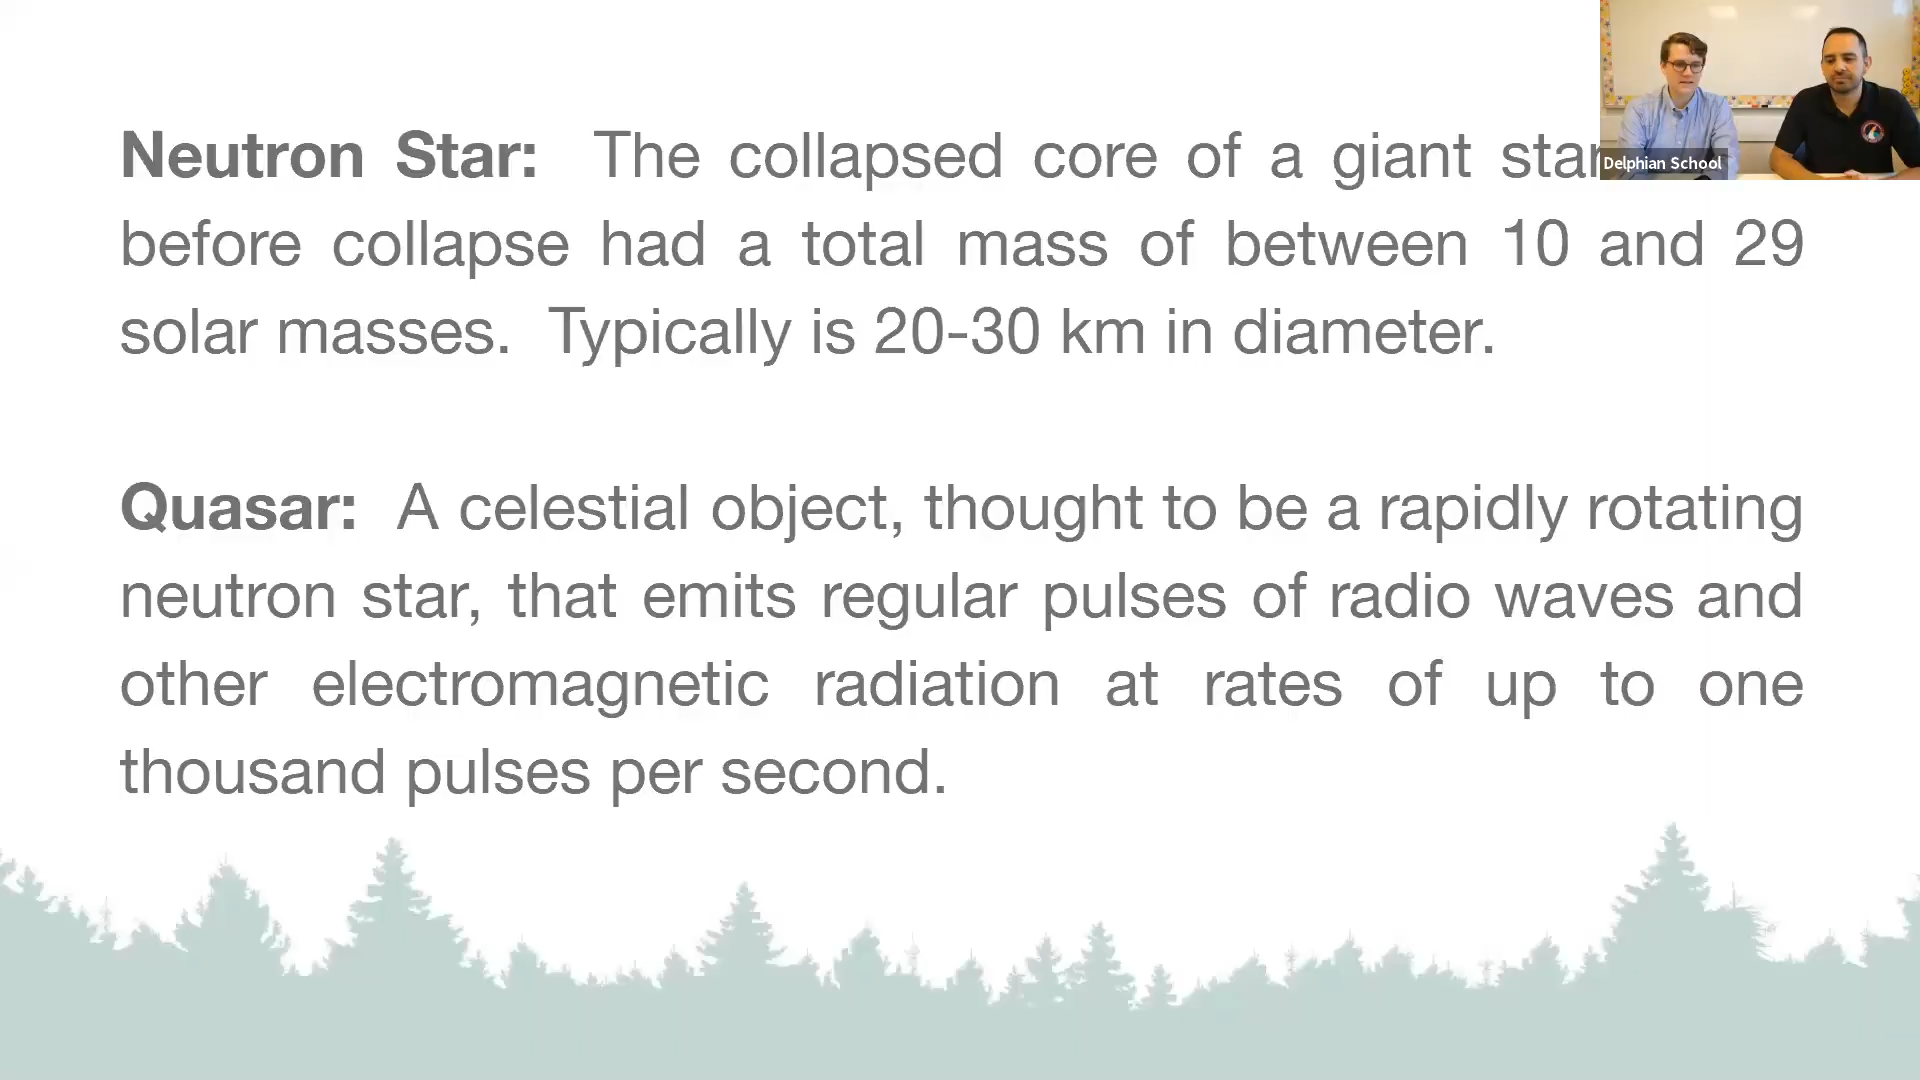 Neutron Star: The collapsed core of a giant star
before collapse had a total mass of between 10 and 29
solar masses. Typically is 20-30 km in diameter.
Quasar: A celestial object, thought to be a rapidly rotating
neutron star, that emits regular pulses of radio waves and
other electromagnetic radiation at rates of up to one
thousand pulses per second.
Delphian School